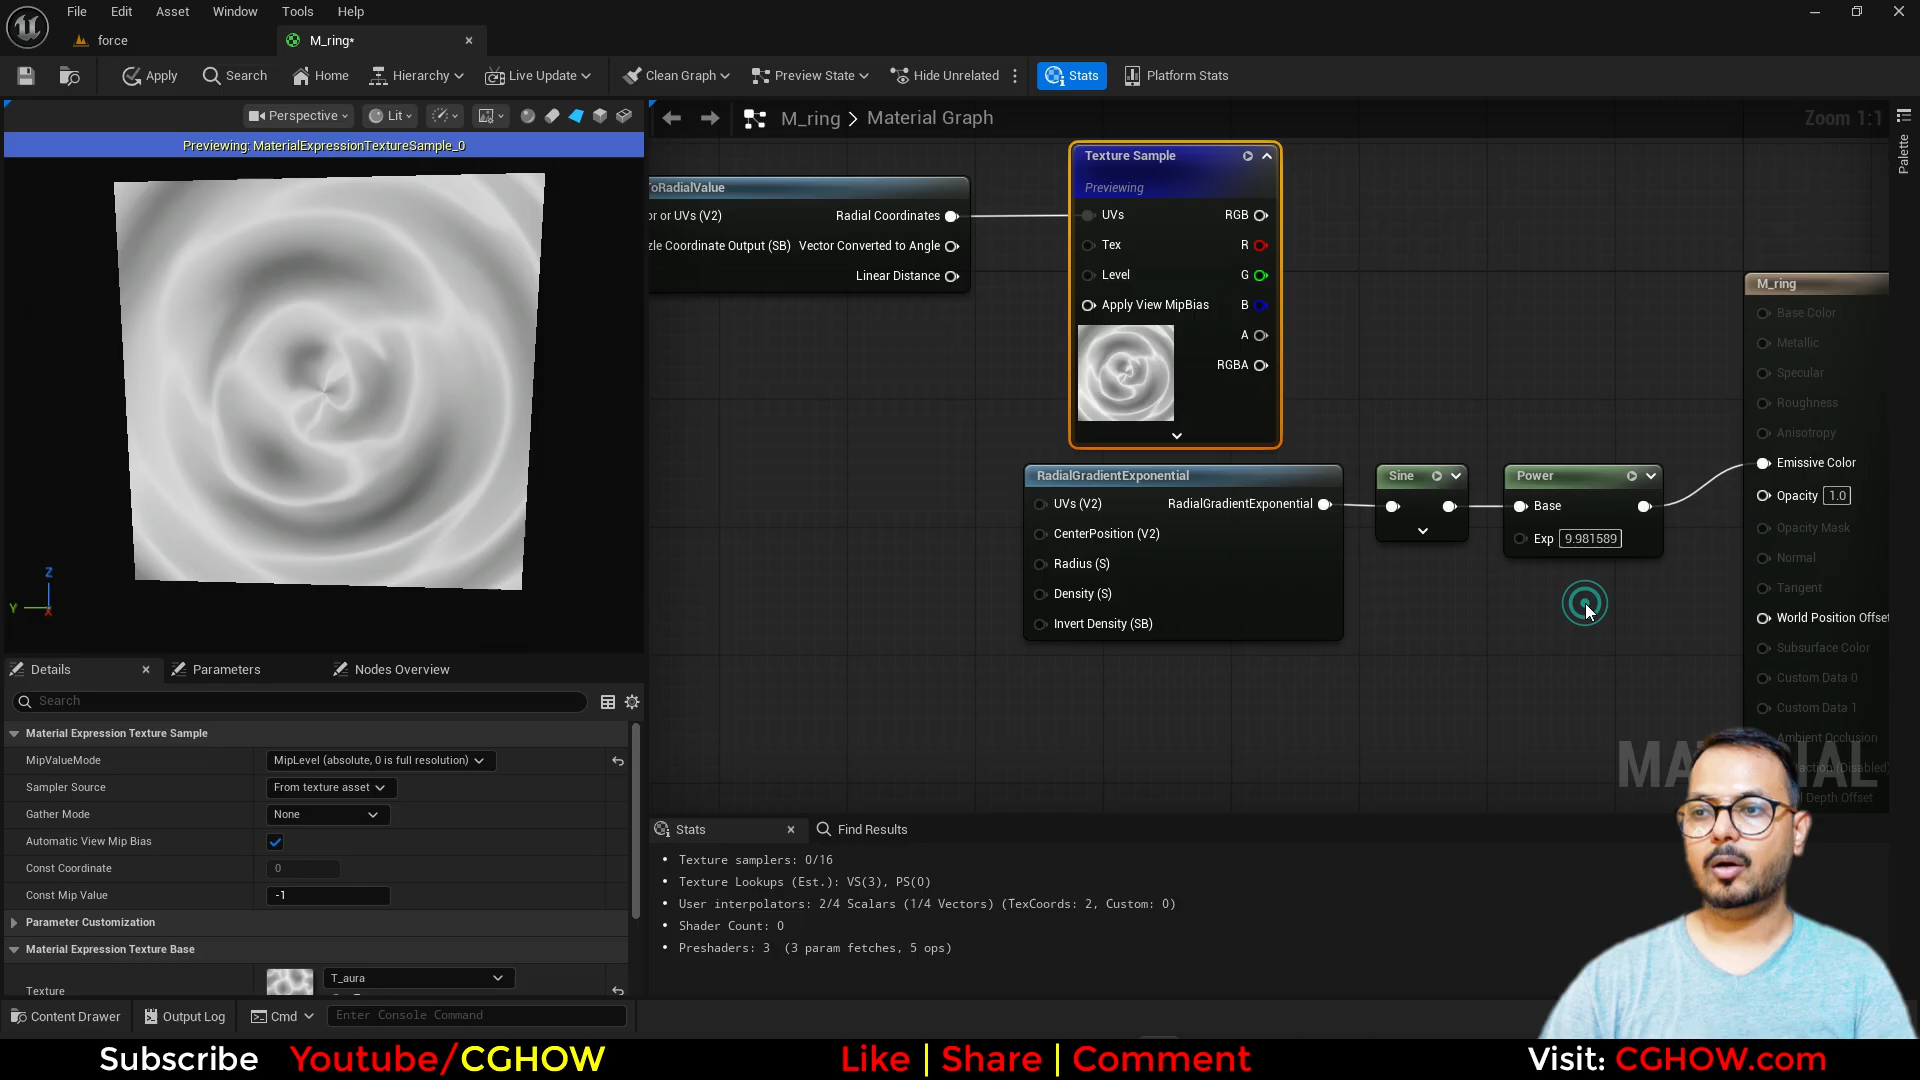 File Edit Asset Window Tools Help
force
M_ring*
Apply Search Home Hierarchy Live Update Clean Graph Preview State Hide Unrelated Stats Platform Stats
Perspective Lit
M_ring > Material Graph
Zoom 1:1
Palette
Previewing: MaterialExpressionTextureSample_0
ToRadialValue
or or UVs (V2) Radial Coordinates
zle Coordinate Output (SB) Vector Converted to Angle
Linear Distance
Texture Sample
Previewing
UVs RGB
Tex R
Level G
Apply View MipBias B
A
RGBA
RadialGradientExponential
UVs (V2) RadialGradientExponential
CenterPosition (V2)
Radius (S)
Density (S)
Invert Density (SB)
Sine
Power
Base
Exp 9.981589
M_ring
Base Color
Metallic
Specular
Roughness
Anisotropy
Emissive Color
Opacity 1.0
Opacity Mask
Normal
Tangent
World Position Offset
Subsurface Color
Custom Data 0
Custom Data 1
Ambient Occlusion
raction (Disabled)
l Depth Offset
Z
Y
X
Details Parameters Nodes Overview
Search
Material Expression Texture Sample
MipValueMode MipLevel (absolute, 0 is full resolution)
Sampler Source From texture asset
Gather Mode None
Automatic View Mip Bias
Const Coordinate 0
Const Mip Value -1
Parameter Customization
Material Expression Texture Base
Texture T_aura
Stats Find Results
Texture samplers: 0/16
Texture Lookups (Est.): VS(3), PS(0)
User interpolators: 2/4 Scalars (1/4 Vectors) (TexCoords: 2, Custom: 0)
Shader Count: 0
Preshaders: 3 (3 param fetches, 5 ops)
Content Drawer Output Log Cmd Enter Console Command
Subscribe Youtube/CGHOW Like | Share | Comment Visit: CGHOW.com